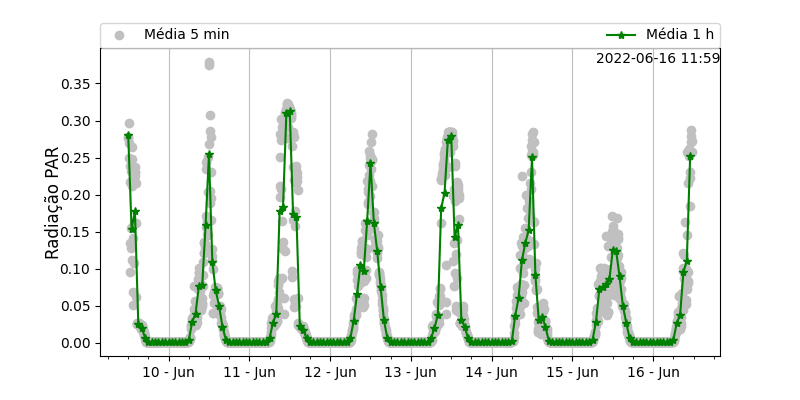 Média 5 min
Média 1 h
2022-06-16 11:59
Radiação PAR
0.35
0.30
0.25
0.20
0.15
0.10
0.05
0.00
10 - Jun
11 - Jun
12 - Jun
13 - Jun
14 - Jun
15 - Jun
16 - Jun